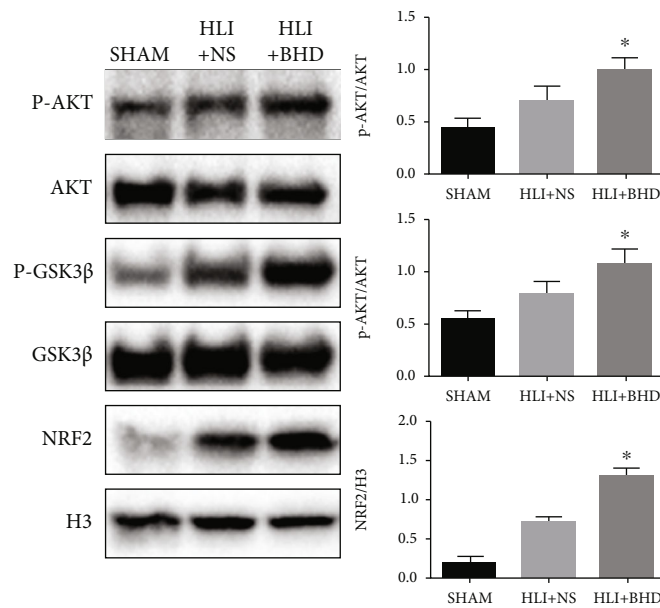 HLI HLI
SHAM +NS +BHD
P-AKT
AKT
P-GSK3β
GSK3β
NRF2
H3
p-AKT/AKT
1.5
1.0
0.5
0.0
*
SHAM HLI+NS HLI+BHD
p-AKT/AKT
1.5
1.0
0.5
0.0
*
SHAM HLI+NS HLI+BHD
NRF2/H3
2.0
1.5
1.0
0.5
0.0
*
SHAM HLI+NS HLI+BHD